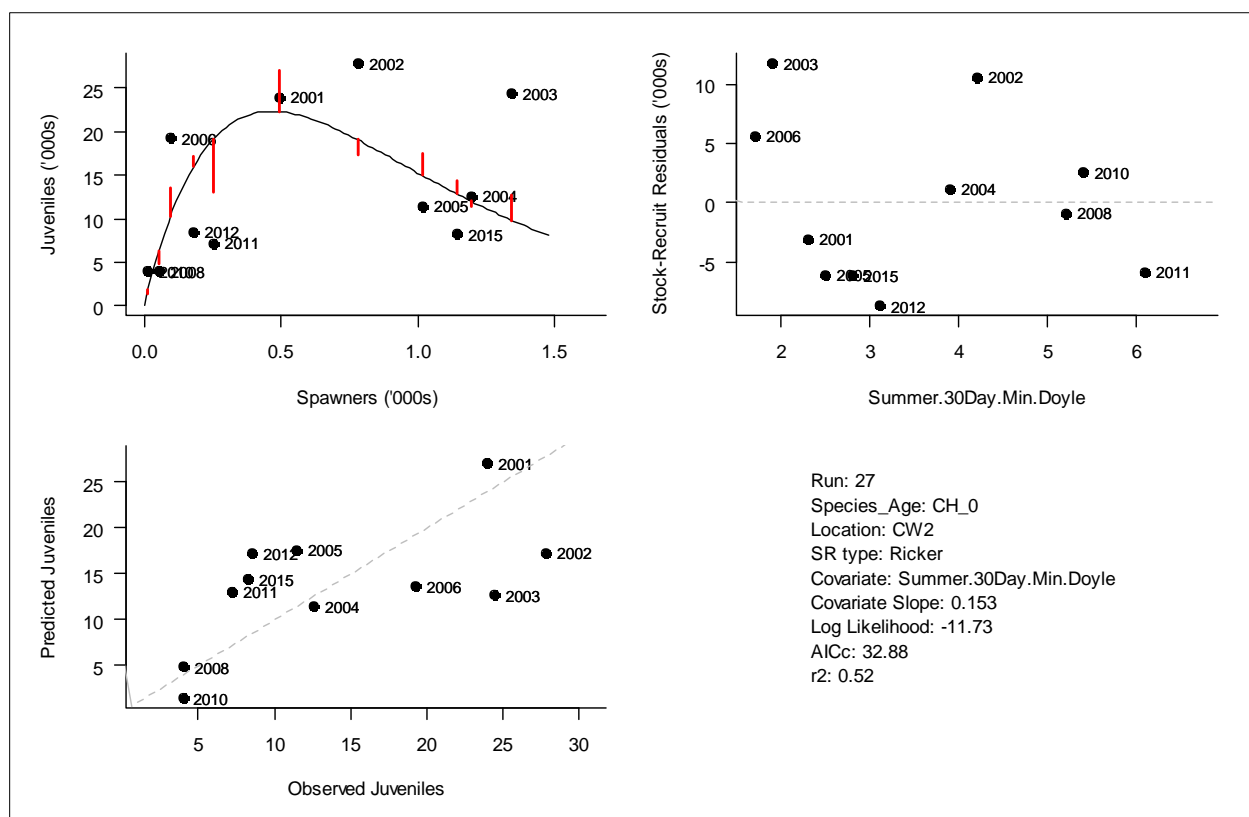 Juveniles ('000s)
25
20
15
10
5
0
2002
2003
2001
2006
2004
2005
2012
2011
2015
2010
2008
0.0 0.5 1.0 1.5
Spawners ('000s)
Stock-Recruit Residuals ('000s)
10
5
0
-5
2003
2002
2006
2010
2004
2008
2001
2005
2015
2011
2012
2 3 4 5 6
Summer.30Day.Min.Doyle
Predicted Juveniles
25
20
15
10
5
2001
2005
2012
2002
2015
2006
2011
2003
2004
2008
2010
5 10 15 20 25 30
Observed Juveniles
Run: 27
Species_Age: CH_0
Location: CW2
SR type: Ricker
Covariate: Summer.30Day.Min.Doyle
Covariate Slope: 0.153
Log Likelihood: -11.73
AICc: 32.88
r2: 0.52